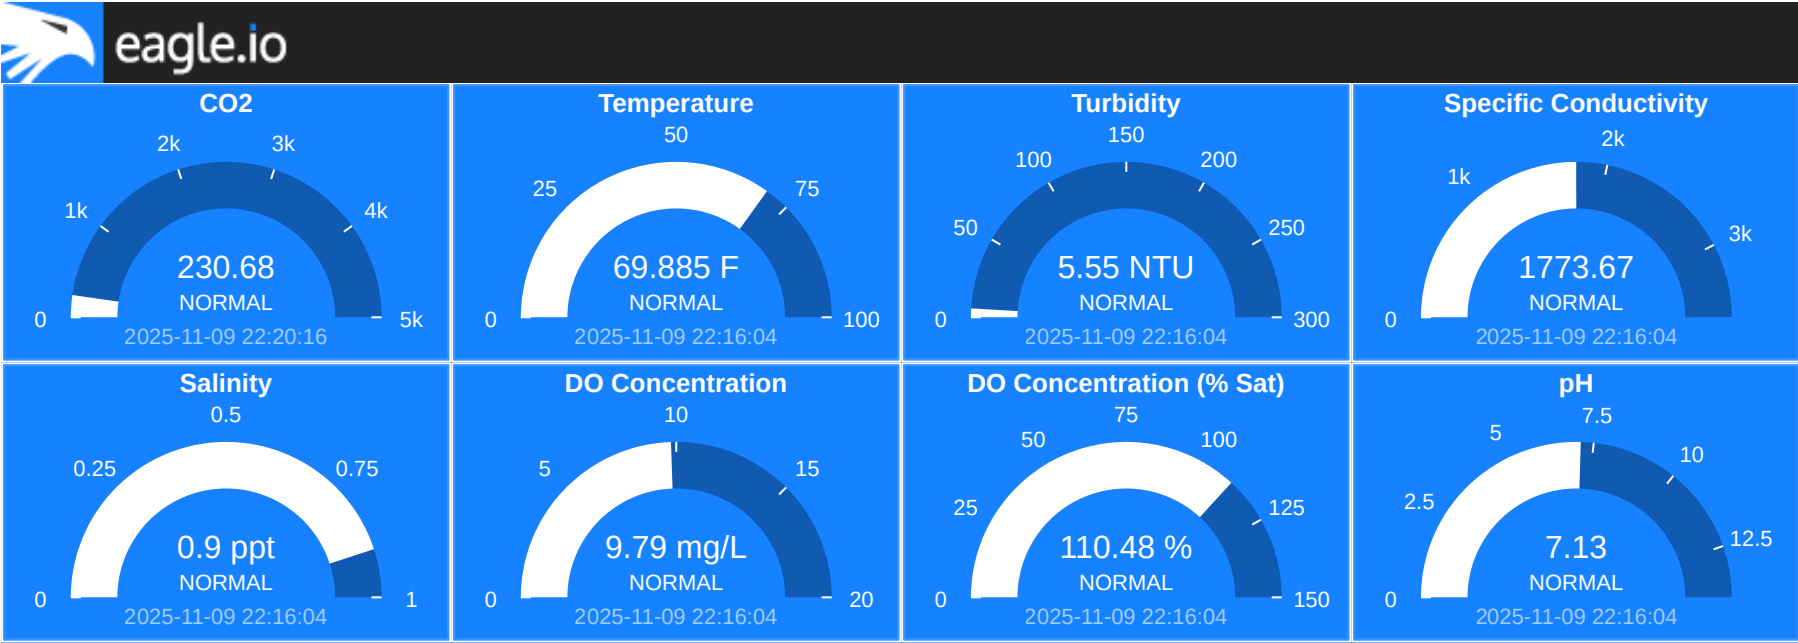 eagle.io
CO2
2k 3k
1k 4k
230.68
NORMAL
0 5k
2025-11-09 22:20:16
Temperature
50
25 75
69.885 F
NORMAL
0 100
2025-11-09 22:16:04
Turbidity
150
100 200
50 250
5.55 NTU
NORMAL
0 300
2025-11-09 22:16:04
Specific Conductivity
2k
1k
3k
1773.67
NORMAL
0
2025-11-09 22:16:04
Salinity
0.5
0.25 0.75
0.9 ppt
NORMAL
0 1
2025-11-09 22:16:04
DO Concentration
10
5 15
9.79 mg/L
NORMAL
0 20
2025-11-09 22:16:04
DO Concentration (% Sat)
75
50 100
25 125
110.48 %
NORMAL
0 150
2025-11-09 22:16:04
pH
7.5
5
10
2.5
12.5
7.13
NORMAL
0
2025-11-09 22:16:04